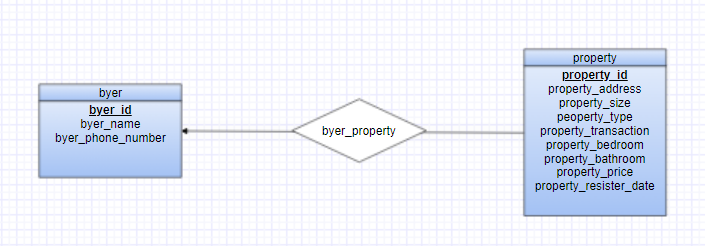 byer
byer_id
byer_name
byer_phone_number
byer_property
property
property_id
property_address
property_size
peoperty_type
property_transaction
property_bedroom
property_bathroom
property_price
property_resister_date